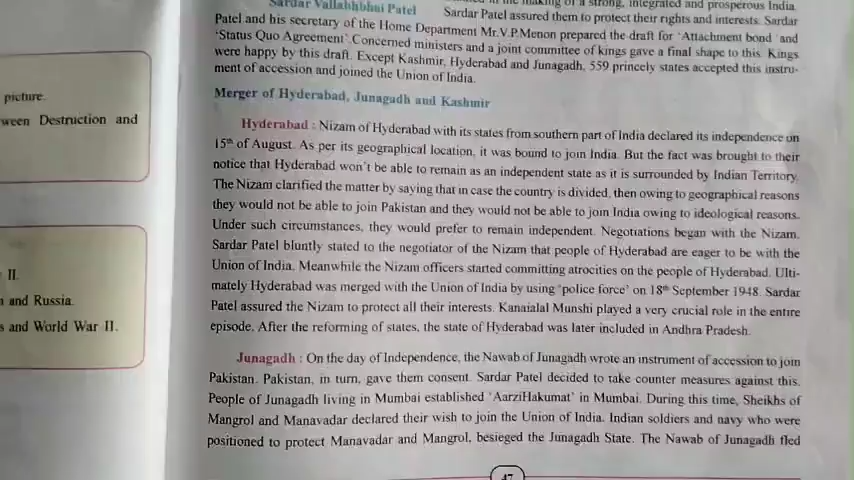 picture.
ween Destruction and
II.
and Russia.
s and World War II.
in the making of a strong, integrated and prosperous India.
Sardar Vallabhbhai Patel Sardar Patel assured them to protect their rights and interests. Sardar
Patel and his secretary of the Home Department Mr.V.P.Menon prepared the draft for 'Attachment bond 'and
'Status Quo Agreement'.Concerned ministers and a joint committee of kings gave a final shape to this. Kings
were happy by this draft. Except Kashmir, Hyderabad and Junagadh, 559 princely states accepted this instru-
ment of accession and joined the Union of India.
Merger of Hyderabad, Junagadh and Kashmir
Hyderabad : Nizam of Hyderabad with its states from southern part of India declared its independence on
15th of August. As per its geographical location, it was bound to join India. But the fact was brought to their
notice that Hyderabad won't be able to remain as an independent state as it is surrounded by Indian Territory.
The Nizam clarified the matter by saying that in case the country is divided, then owing to geographical reasons
they would not be able to join Pakistan and they would not be able to join India owing to ideological reasons.
Under such circumstances, they would prefer to remain independent. Negotiations began with the Nizam.
Sardar Patel bluntly stated to the negotiator of the Nizam that people of Hyderabad are eager to be with the
Union of India. Meanwhile the Nizam officers started committing atrocities on the people of Hyderabad. Ulti-
mately Hyderabad was merged with the Union of India by using 'police force' on 18th September 1948. Sardar
Patel assured the Nizam to protect all their interests. Kanaialal Munshi played a very crucial role in the entire
episode. After the reforming of states, the state of Hyderabad was later included in Andhra Pradesh.
Junagadh : On the day of Independence, the Nawab of Junagadh wrote an instrument of accession to join
Pakistan. Pakistan, in turn, gave them consent. Sardar Patel decided to take counter measures against this.
People of Junagadh living in Mumbai established 'AarziHakumat' in Mumbai. During this time, Sheikhs of
Mangrol and Manavadar declared their wish to join the Union of India. Indian soldiers and navy who were
positioned to protect Manavadar and Mangrol, besieged the Junagadh State. The Nawab of Junagadh fled
47